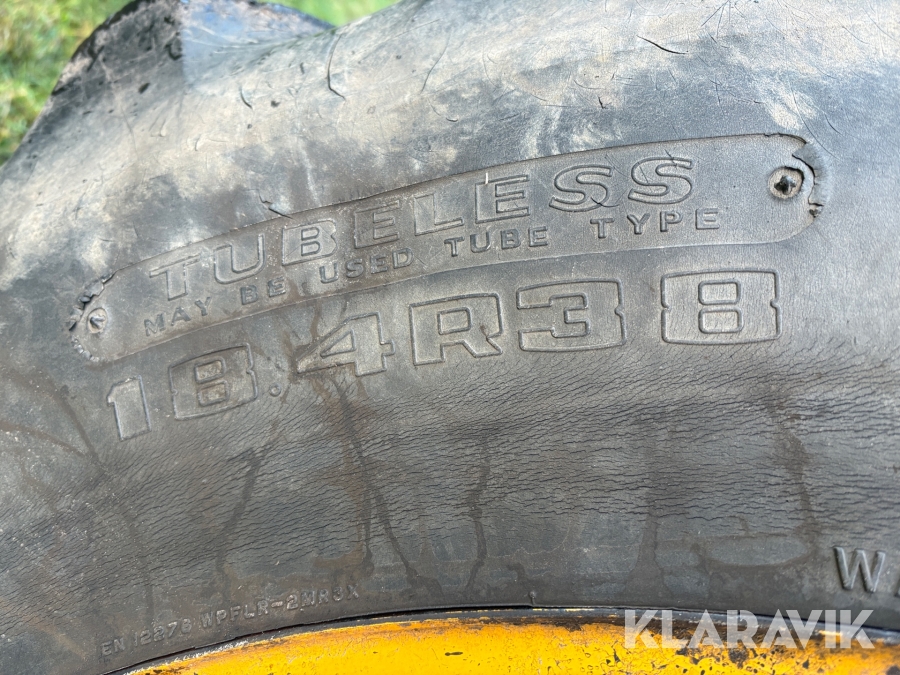 TUBELESS
MAY BE USED TUBE TYPE
18.4R38
W
KLARAVIK